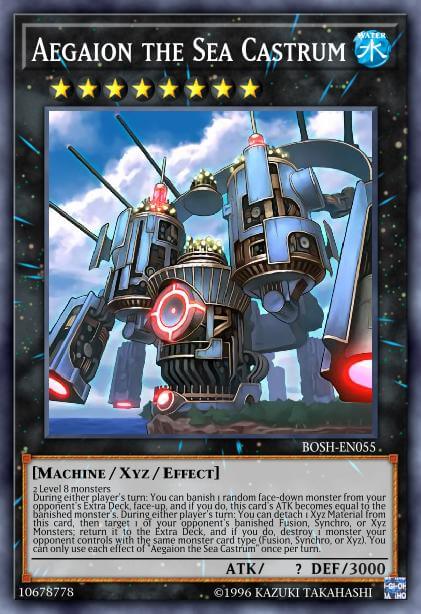 AEGAION THE SEA CASTRUM
WATER
水
BOSH-EN055
[MACHINE / XYZ / EFFECT]
2 Level 8 monsters
During either player's turn: You can banish 1 random face-down monster from your
opponent's Extra Deck, face-up, and if you do, this card's ATK becomes equal to the
banished monster's. During either player's turn: You can detach 1 Xyz Material from
this card, then target 1 of your opponent's banished Fusion, Synchro, or Xyz
Monsters; return it to the Extra Deck, and if you do, destroy 1 monster your
opponent controls with the same monster card type (Fusion, Synchro, or Xyz). You
can only use each effect of "Aegaion the Sea Castrum" once per turn.
ATK/ ? DEF/3000
10678778
©1996 KAZUKI TAKAHASHI